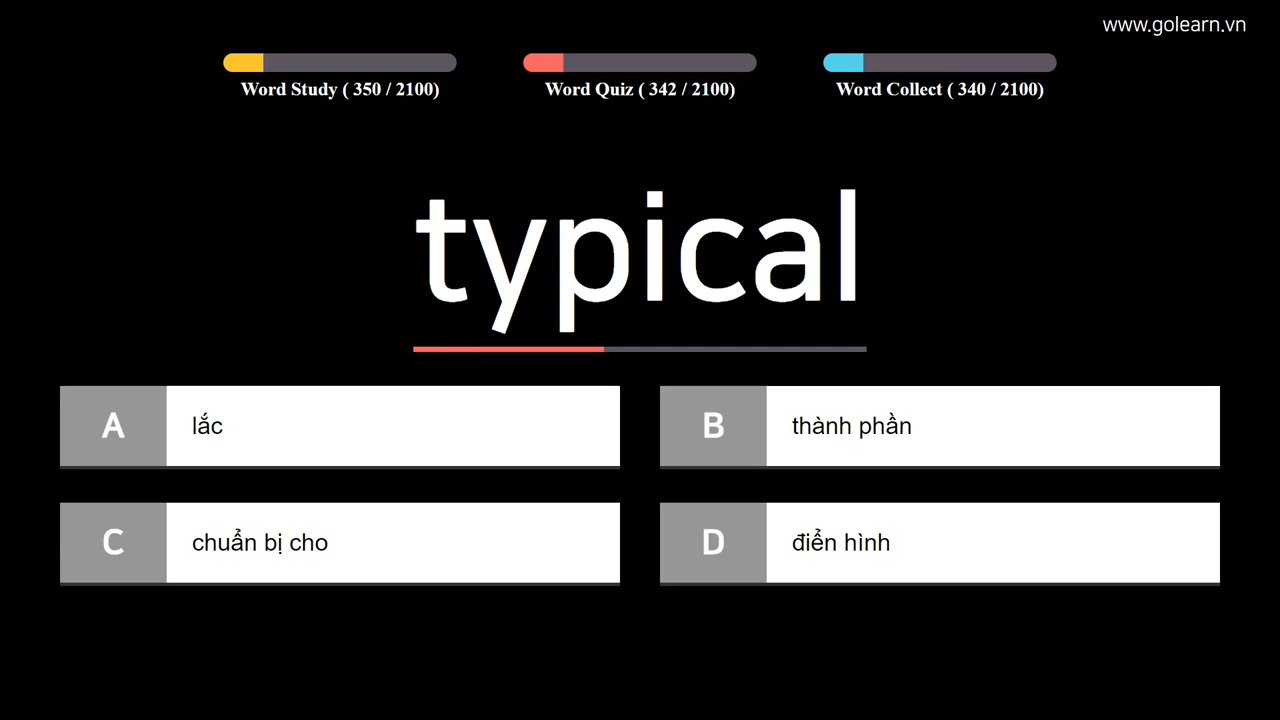 www.golearn.vn
Word Study ( 350 / 2100)
Word Quiz ( 342 / 2100)
Word Collect ( 340 / 2100)
typical
A lắc
B thành phần
C chuẩn bị cho
D điển hình